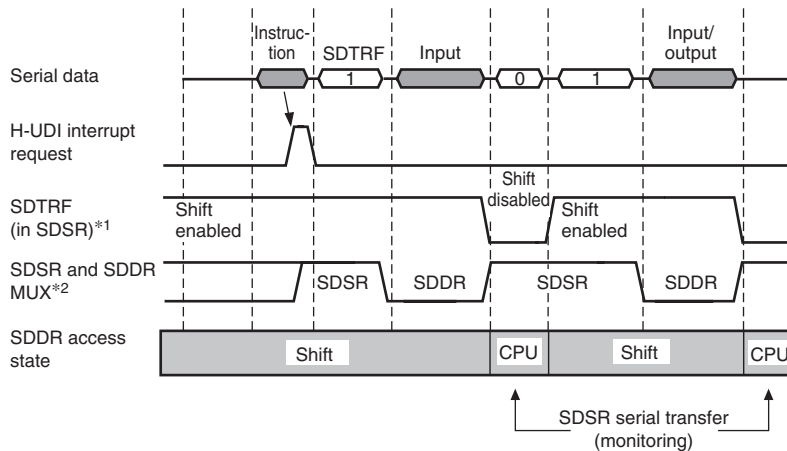 Instruc-
tion
SDTRF
Input
Input/
output
Serial data
1
0
1
H-UDI interrupt
request
SDTRF
(in SDSR)*1
Shift
enabled
Shift
disabled
Shift
enabled
SDSR and SDDR
MUX*2
SDSR
SDDR
SDSR
SDDR
SDDR access
state
Shift
CPU
Shift
CPU
SDSR serial transfer
(monitoring)